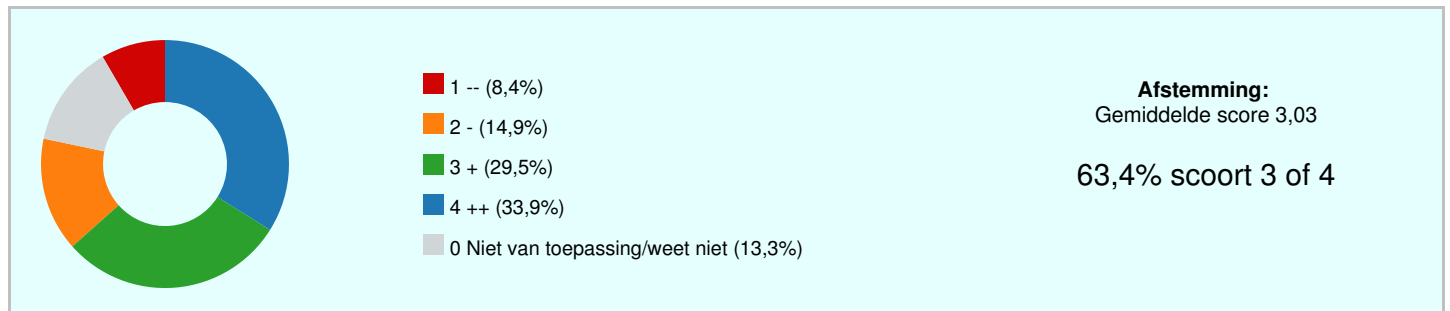 1 -- (8,4%)
2 - (14,9%)
3 + (29,5%)
4 ++ (33,9%)
0 Niet van toepassing/weet niet (13,3%)
Afstemming:
Gemiddelde score 3,03
63,4% scoort 3 of 4